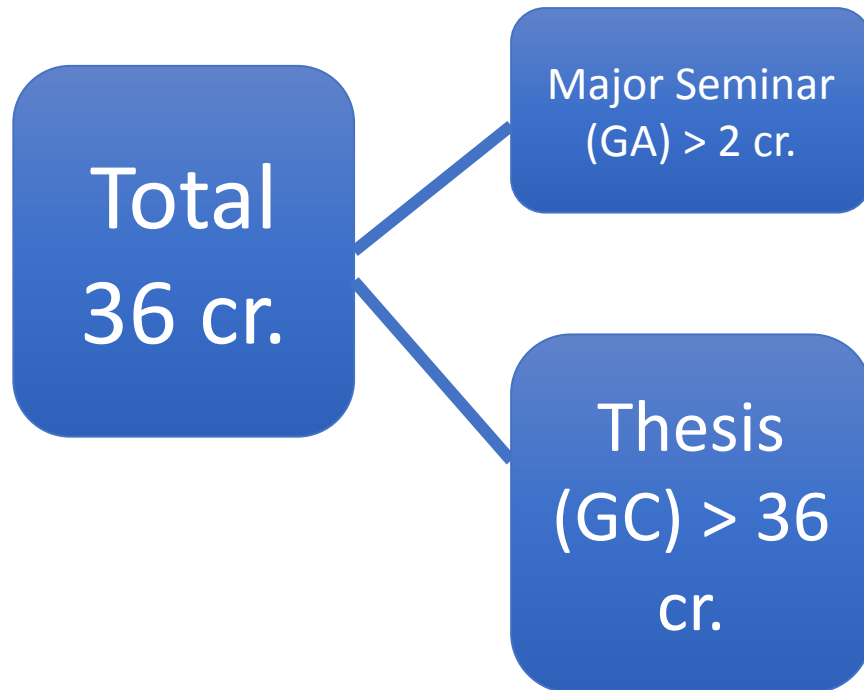 Total
36 cr.
Major Seminar
(GA) > 2 cr.
Thesis
(GC) > 36
cr.